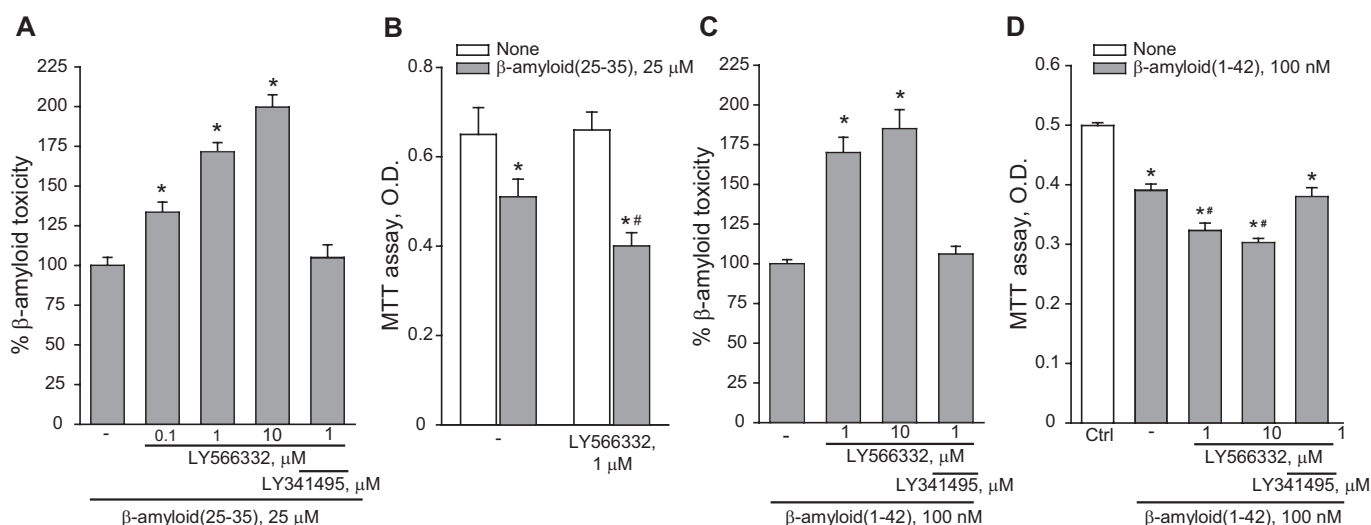 A
% β-amyloid toxicity
225
200
175
150
125
100
75
50
25
0
*
*
*
-
0.1
1
10
1
LY566332, μM
LY341495, μM
β-amyloid(25-35), 25 μM
B
None
β-amyloid(25-35), 25 μM
MTT assay, O.D.
0.8
0.6
0.4
0.2
0.0
*
*#
-
LY566332,
1 μM
C
% β-amyloid toxicity
225
200
175
150
125
100
75
50
25
0
*
*
-
1
10
1
LY566332, μM
LY341495, μM
β-amyloid(1-42), 100 nM
D
None
β-amyloid(1-42), 100 nM
MTT assay, O.D.
0.6
0.5
0.4
0.3
0.2
0.1
0.0
*
*#
*#
*
Ctrl
-
1
10
1
LY566332, μM
LY341495, μM
β-amyloid(1-42), 100 nM